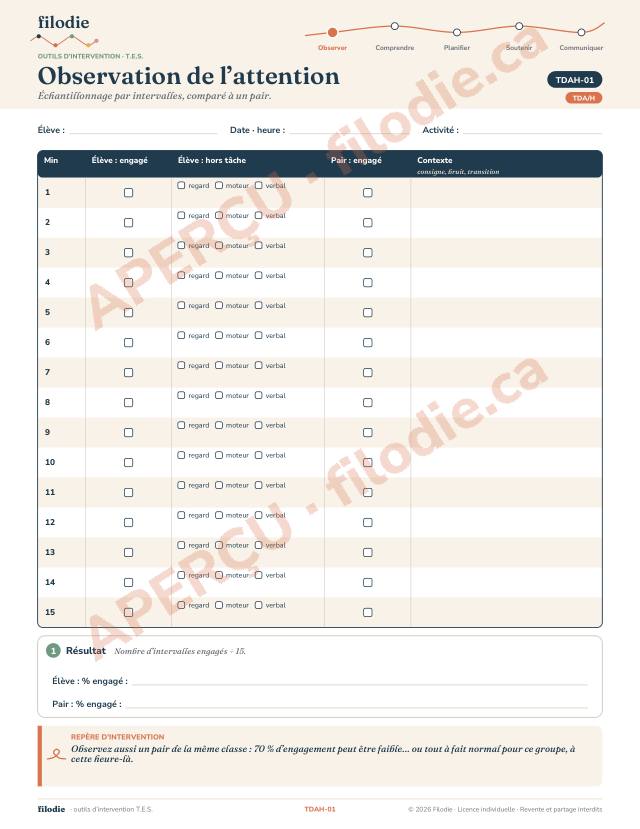 filodie
OUTILS D'INTERVENTION · T.E.S.
Observer Comprendre Planifier Soutenir Communiquer
Observation de l'attention
Échantillonnage par intervalles, comparé à un pair.
TDAH-01
TDA/H
Élève : Date · heure : Activité :
Min Élève : engagé Élève : hors tâche Pair : engagé Contexte
consigne, bruit, transition
1 regard moteur verbal
2 regard moteur verbal
3 regard moteur verbal
4 regard moteur verbal
5 regard moteur verbal
6 regard moteur verbal
7 regard moteur verbal
8 regard moteur verbal
9 regard moteur verbal
10 regard moteur verbal
11 regard moteur verbal
12 regard moteur verbal
13 regard moteur verbal
14 regard moteur verbal
15 regard moteur verbal
APERÇU · filodie.ca
APERÇU · filodie.ca
1 Résultat Nombre d'intervalles engagés ÷ 15.
Élève : % engagé :
Pair : % engagé :
REPÈRE D'INTERVENTION
Observez aussi un pair de la même classe : 70 % d'engagement peut être faible… ou tout à fait normal pour ce groupe, à
cette heure-là.
filodie · outils d'intervention T.E.S. TDAH-01 © 2026 Filodie · Licence individuelle · Revente et partage interdits